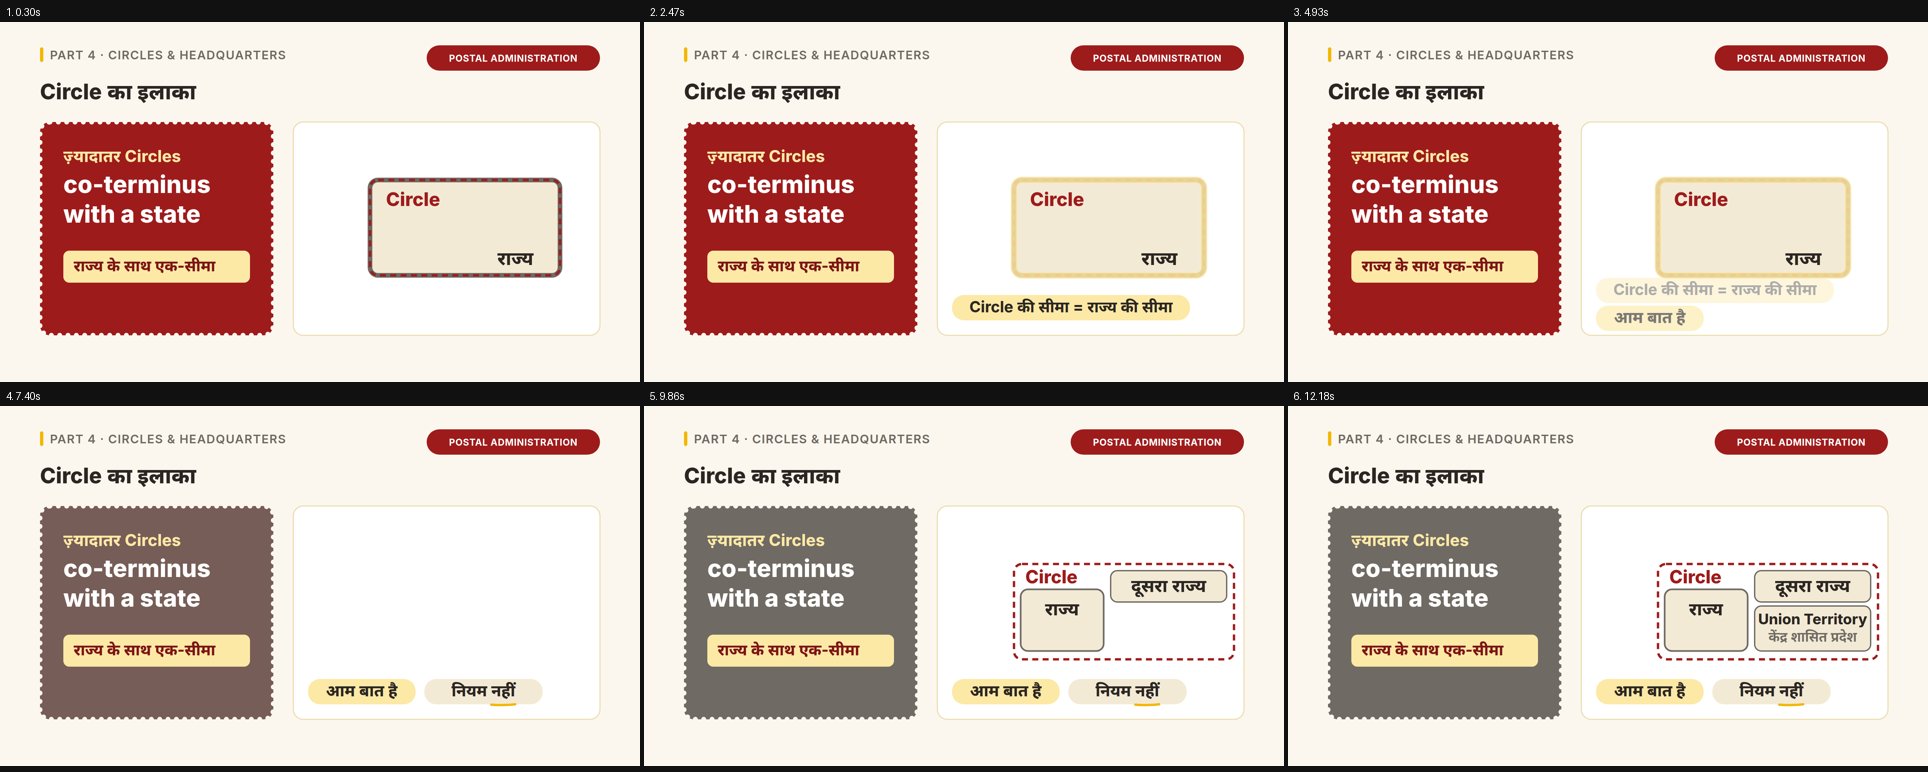 1. 0.30s
PART 4 · CIRCLES & HEADQUARTERS
POSTAL ADMINISTRATION
Circle का इलाका
ज़्यादातर Circles
co-terminus
with a state
राज्य के साथ एक-सीमा
Circle
राज्य
2. 2.47s
PART 4 · CIRCLES & HEADQUARTERS
POSTAL ADMINISTRATION
Circle का इलाका
ज़्यादातर Circles
co-terminus
with a state
राज्य के साथ एक-सीमा
Circle
राज्य
Circle की सीमा = राज्य की सीमा
3. 4.93s
PART 4 · CIRCLES & HEADQUARTERS
POSTAL ADMINISTRATION
Circle का इलाका
ज़्यादातर Circles
co-terminus
with a state
राज्य के साथ एक-सीमा
Circle
राज्य
Circle की सीमा = राज्य की सीमा
आम बात है
4. 7.40s
PART 4 · CIRCLES & HEADQUARTERS
POSTAL ADMINISTRATION
Circle का इलाका
ज़्यादातर Circles
co-terminus
with a state
राज्य के साथ एक-सीमा
आम बात है
नियम नहीं
5. 9.86s
PART 4 · CIRCLES & HEADQUARTERS
POSTAL ADMINISTRATION
Circle का इलाका
ज़्यादातर Circles
co-terminus
with a state
राज्य के साथ एक-सीमा
Circle
राज्य
दूसरा राज्य
आम बात है
नियम नहीं
6. 12.18s
PART 4 · CIRCLES & HEADQUARTERS
POSTAL ADMINISTRATION
Circle का इलाका
ज़्यादातर Circles
co-terminus
with a state
राज्य के साथ एक-सीमा
Circle
राज्य
दूसरा राज्य
Union Territory
केंद्र शासित प्रदेश
आम बात है
नियम नहीं